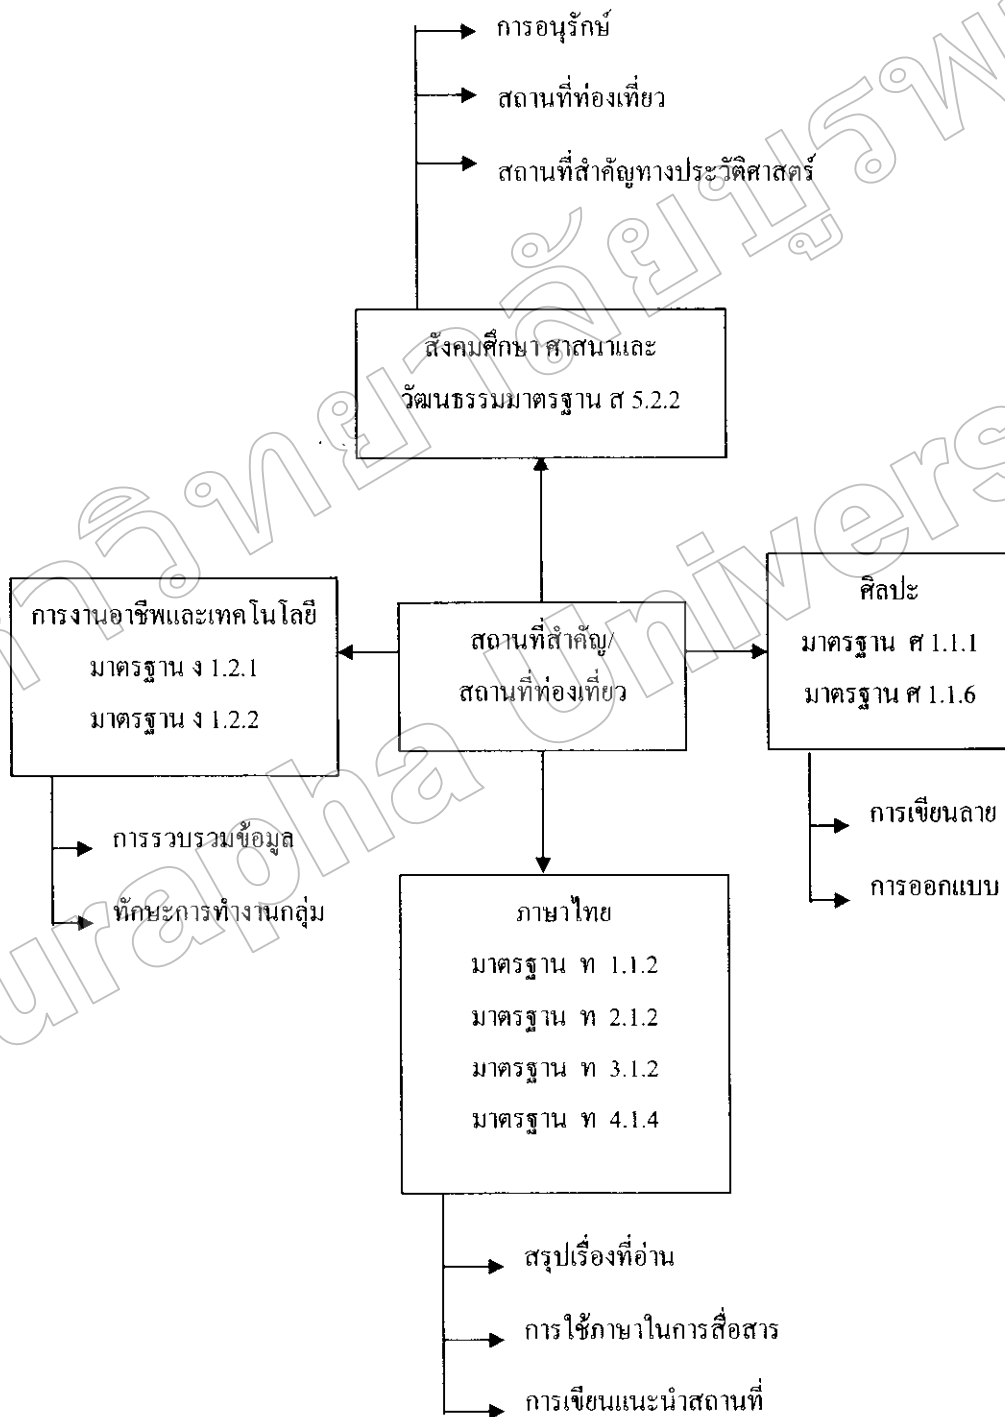 การอนุรักษ์
สถานที่ท่องเที่ยว
สถานที่สำคัญทางประวัติศาสตร์
สังคมศึกษา ศาสนาและ
วัฒนธรรมมาตรฐาน ส 5.2.2
การงานอาชีพและเทคโนโลยี
มาตรฐาน ง 1.2.1
มาตรฐาน ง 1.2.2
สถานที่สำคัญ/
สถานที่ท่องเที่ยว
ศิลปะ
มาตรฐาน ศ 1.1.1
มาตรฐาน ศ 1.1.6
การรวบรวมข้อมูล
ทักษะการทำงานกลุ่ม
การเขียนลาย
การออกแบบ
ภาษาไทย
มาตรฐาน ท 1.1.2
มาตรฐาน ท 2.1.2
มาตรฐาน ท 3.1.2
มาตรฐาน ท 4.1.4
สรุปเรื่องที่อ่าน
การใช้ภาษาในการสื่อสาร
การเขียนแนะนำสถานที่